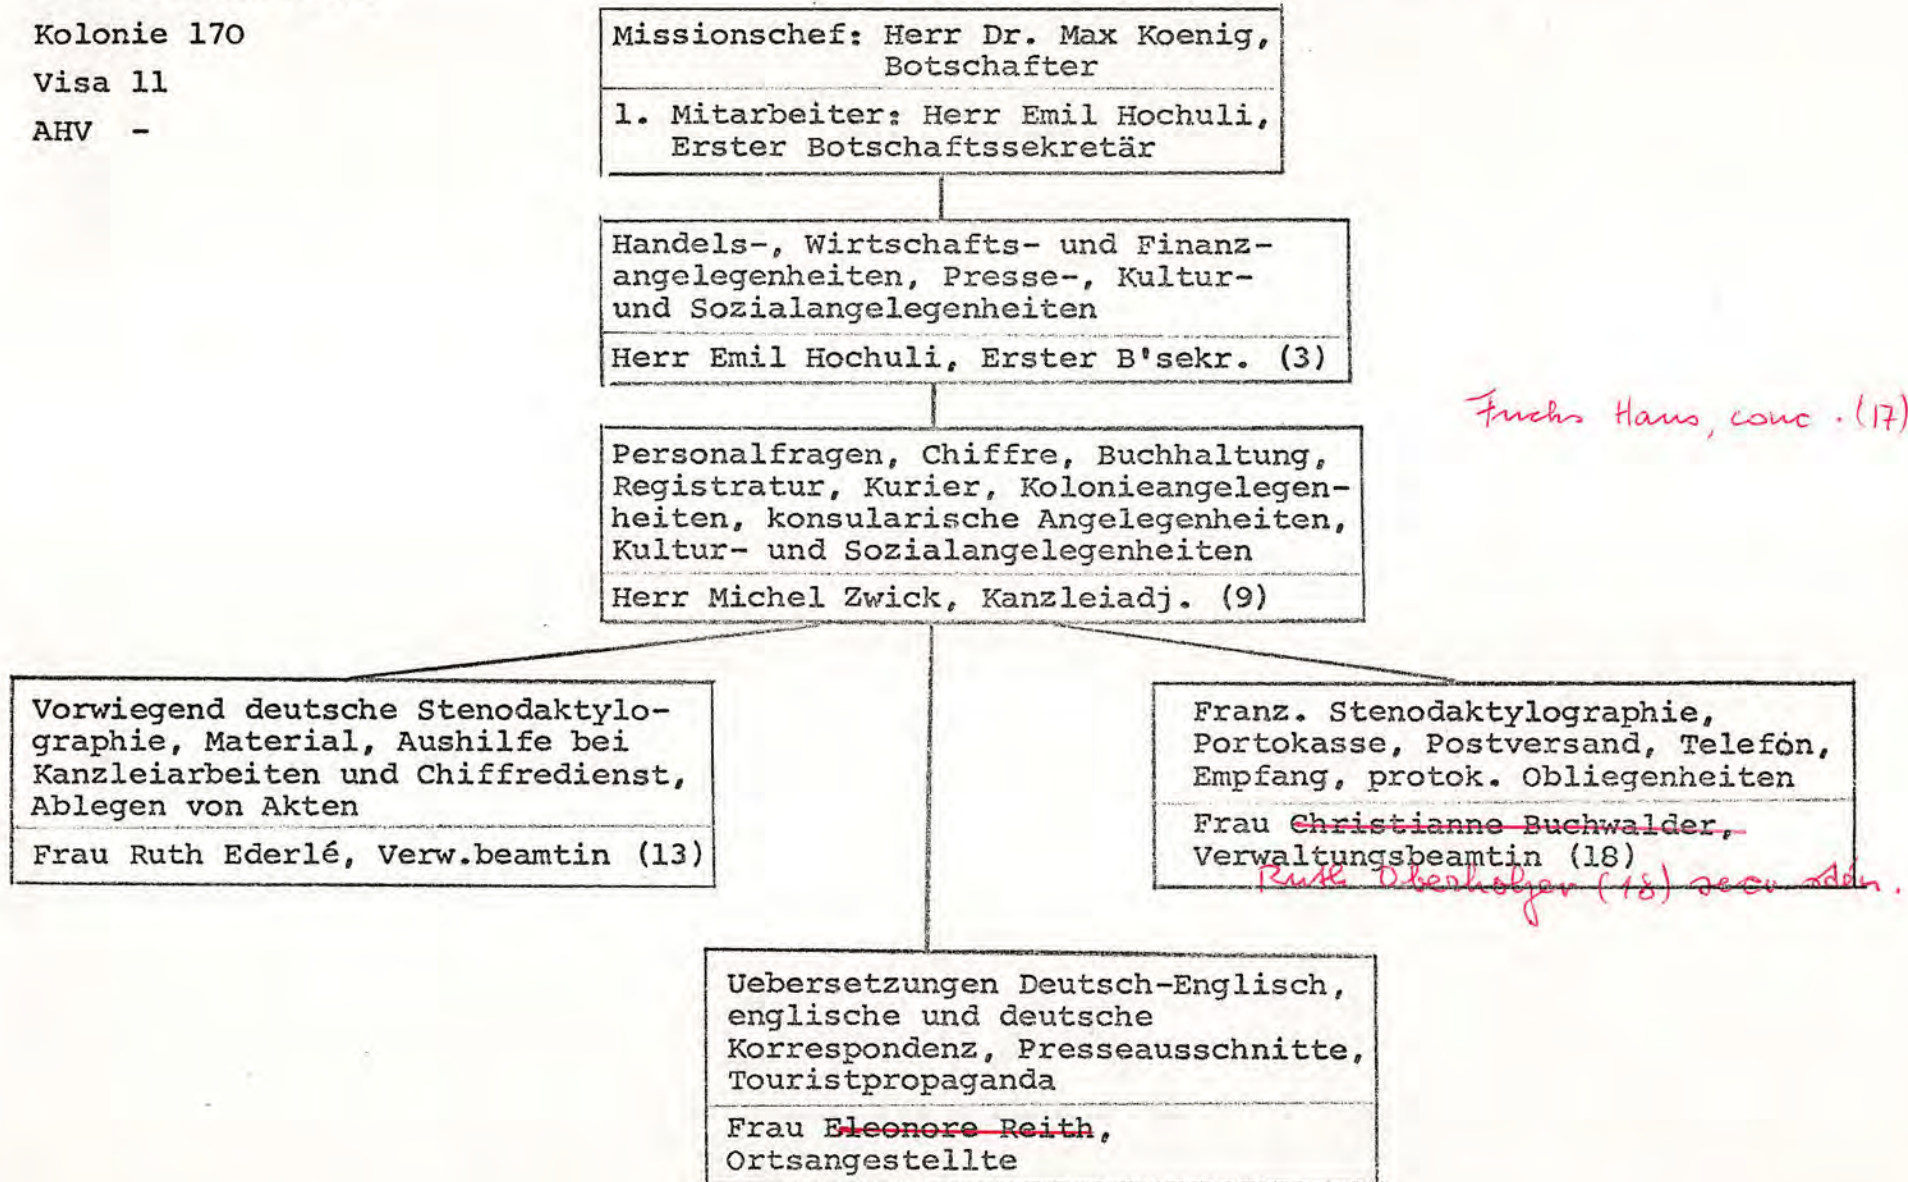 Kolonie 170
Visa 11
AHV -
Missionschef: Herr Dr. Max Koenig,
Botschafter
1. Mitarbeiter: Herr Emil Hochuli,
Erster Botschaftssekretär
Handels-, Wirtschafts- und Finanz-
angelegenheiten, Presse-, Kultur-
und Sozialangelegenheiten
Herr Emil Hochuli, Erster B'sekr. (3)
Fuchs Hans, conc. (17)
Personalfragen, Chiffre, Buchhaltung,
Registratur, Kurier, Kolonieangelegen-
heiten, konsularische Angelegenheiten,
Kultur- und Sozialangelegenheiten
Herr Michel Zwick, Kanzleiadj. (9)
Vorwiegend deutsche Stenodaktylo-
graphie, Material, Aushilfe bei
Kanzleiarbeiten und Chiffredienst,
Ablegen von Akten
Frau Ruth Ederlé, Verw.beamtin (13)
Franz. Stenodaktylographie,
Portokasse, Postversand, Telefon,
Empfang, protok. Obliegenheiten
Frau Christianne Buchwalder,
Verwaltungsbeamtin (18)
Ruth Oberholzer (18)
Uebersetzungen Deutsch-Englisch,
englische und deutsche
Korrespondenz, Presseausschnitte,
Touristpropaganda
Frau Eleonore Reith,
Ortsangestellte